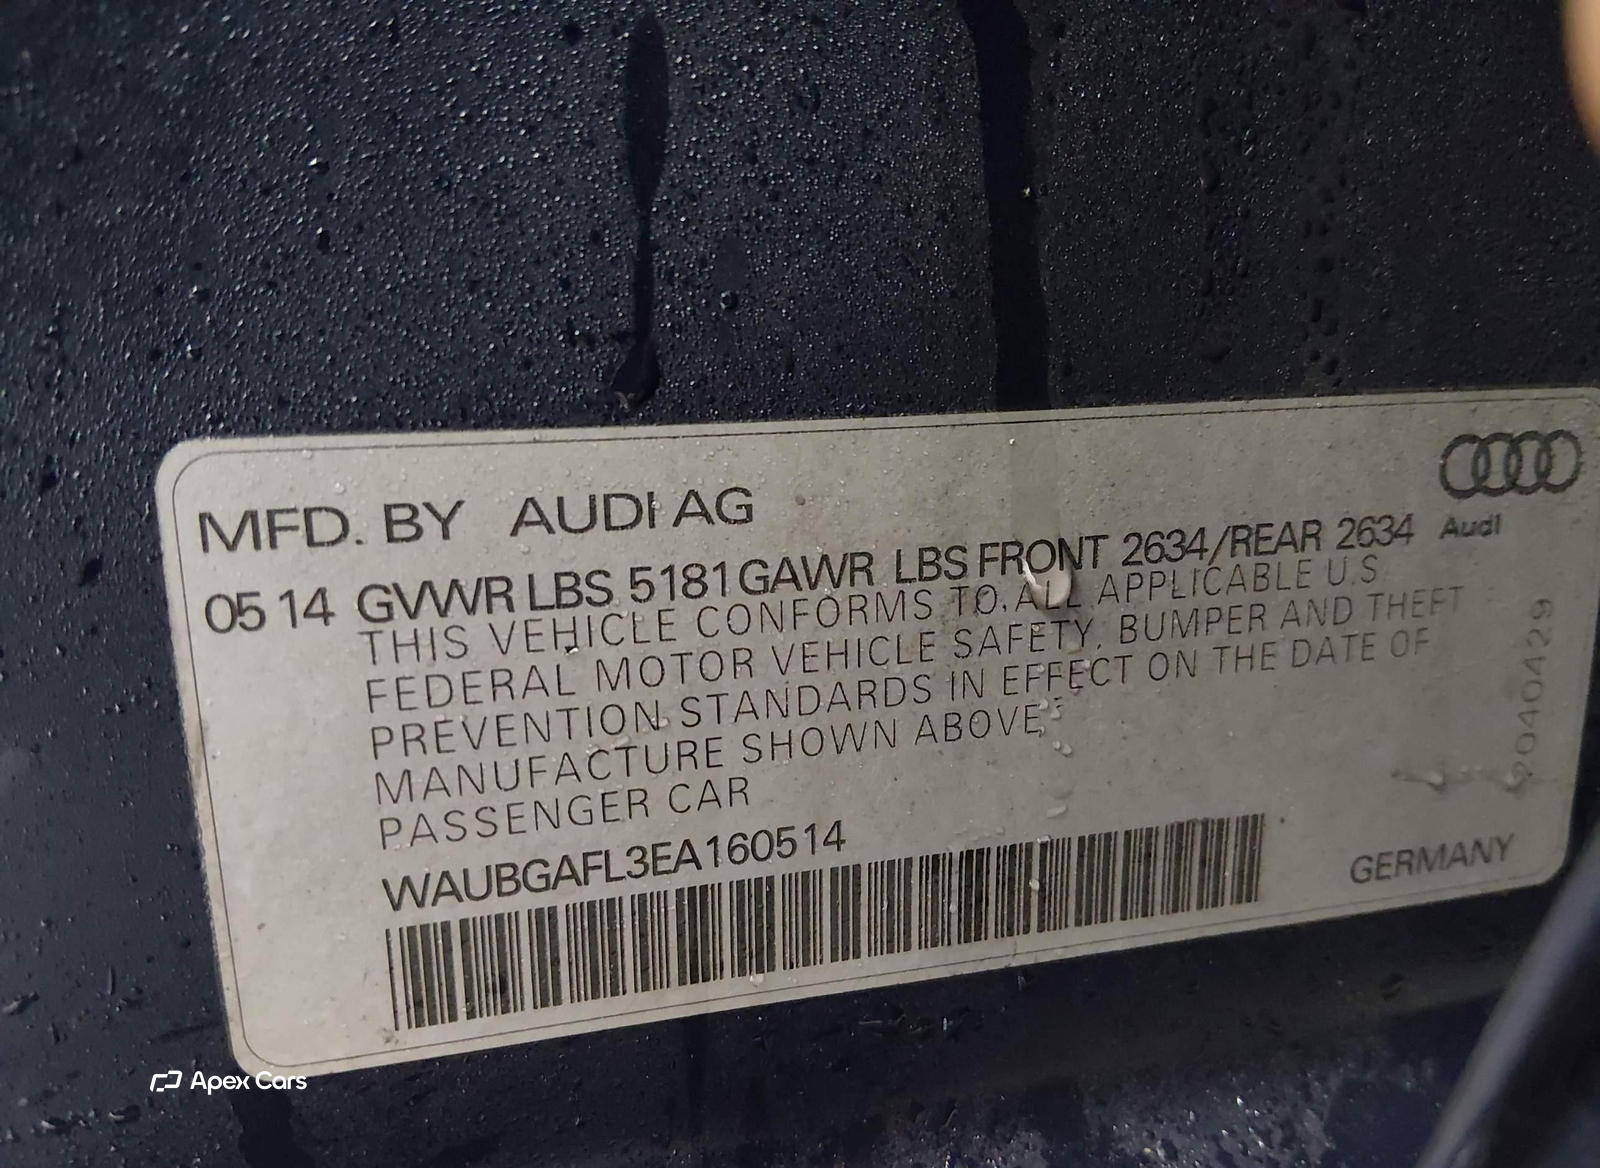 MFD. BY AUDI AG
Audi
05 14 GVWR LBS 5181 GAWR LBS FRONT 2634/REAR 2634
THIS VEHICLE CONFORMS TO ALL APPLICABLE U.S
FEDERAL MOTOR VEHICLE SAFETY, BUMPER AND THEFT
PREVENTION STANDARDS IN EFFECT ON THE DATE OF
MANUFACTURE SHOWN ABOVE
PASSENGER CAR
WAUBGAFL3EA160514
GERMANY
2040429
Apex Cars